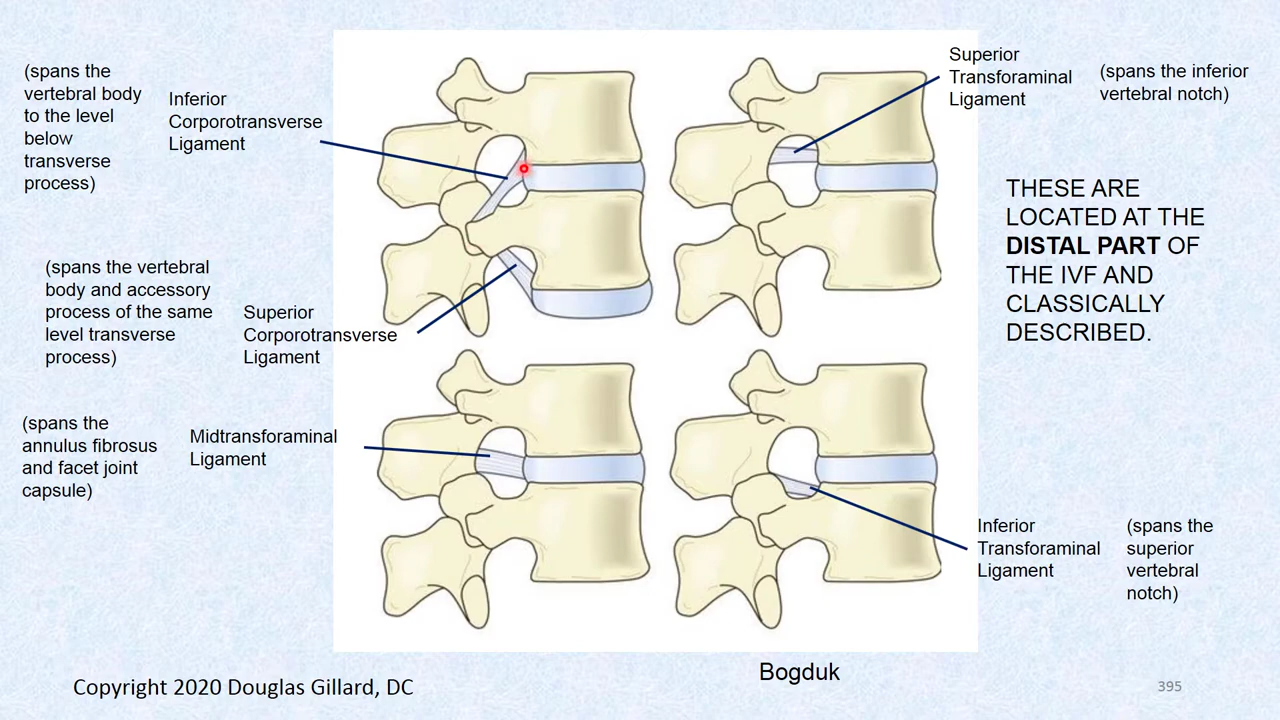 (spans the
vertebral body
to the level
below
transverse
process)
Inferior
Corporotransverse
Ligament
(spans the vertebral
body and accessory
process of the same
level transverse
process)
Superior
Corporotransverse
Ligament
(spans the
annulus fibrosus
and facet joint
capsule)
Midtransforaminal
Ligament
Superior
Transforaminal
Ligament
(spans the inferior
vertebral notch)
THESE ARE
LOCATED AT THE
DISTAL PART OF
THE IVF AND
CLASSICALLY
DESCRIBED.
Inferior
Transforaminal
Ligament
(spans the
superior
vertebral
notch)
Bogduk
Copyright 2020 Douglas Gillard, DC
395